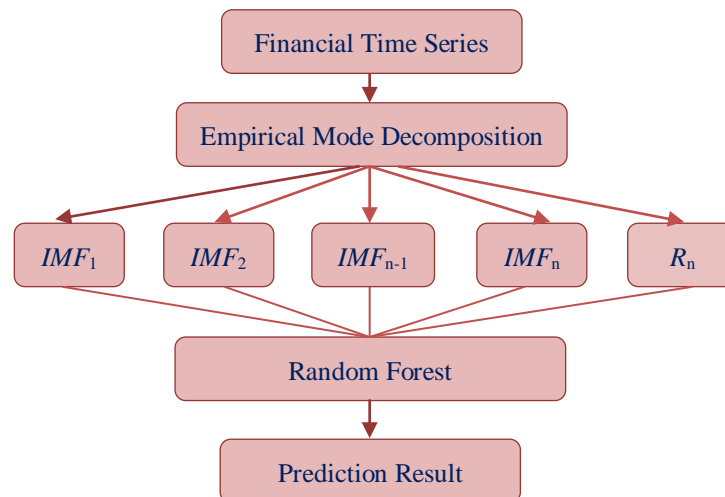 Financial Time Series
Empirical Mode Decomposition
IMF₁ IMF₂ IMFₙ₋₁ IMFₙ Rₙ
Random Forest
Prediction Result